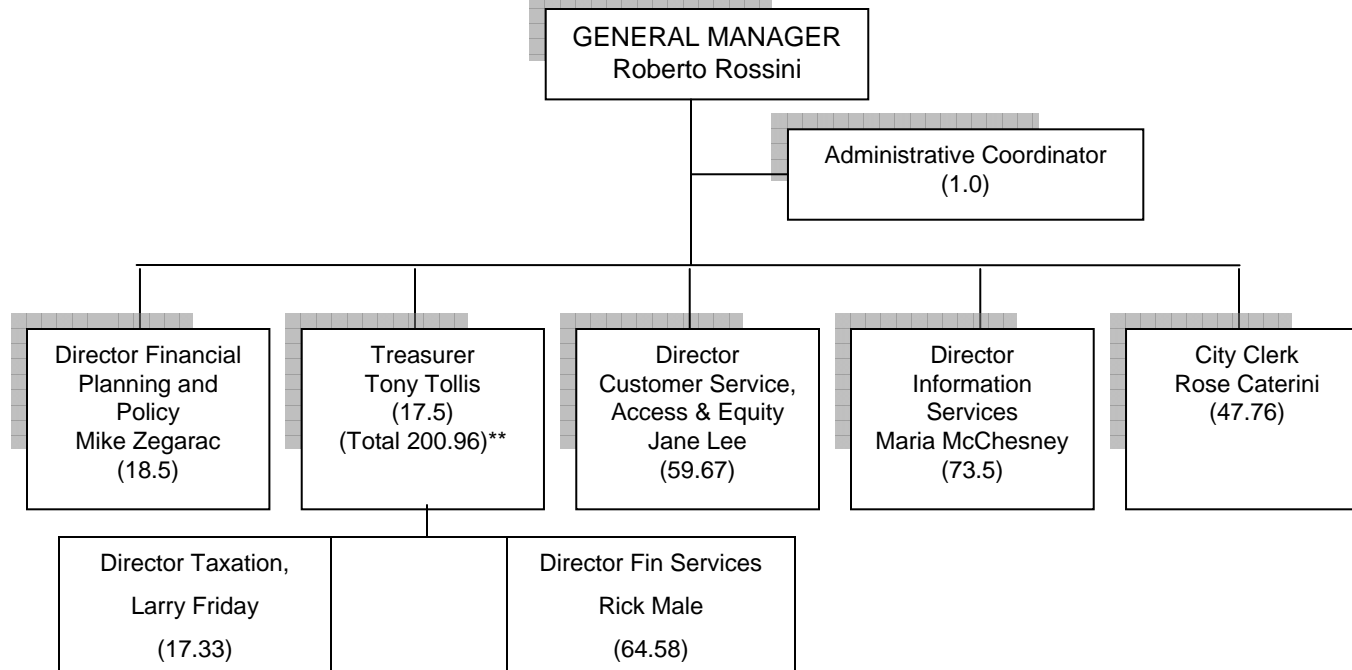 GENERAL MANAGER
Roberto Rossini
Administrative Coordinator
(1.0)
Director Financial
Planning and
Policy
Mike Zegarac
(18.5)
Treasurer
Tony Tollis
(17.5)
(Total 200.96)**
Director
Customer Service,
Access & Equity
Jane Lee
(59.67)
Director
Information
Services
Maria McChesney
(73.5)
City Clerk
Rose Caterini
(47.76)
Director Taxation,
Larry Friday
(17.33)
Director Fin Services
Rick Male
(64.58)